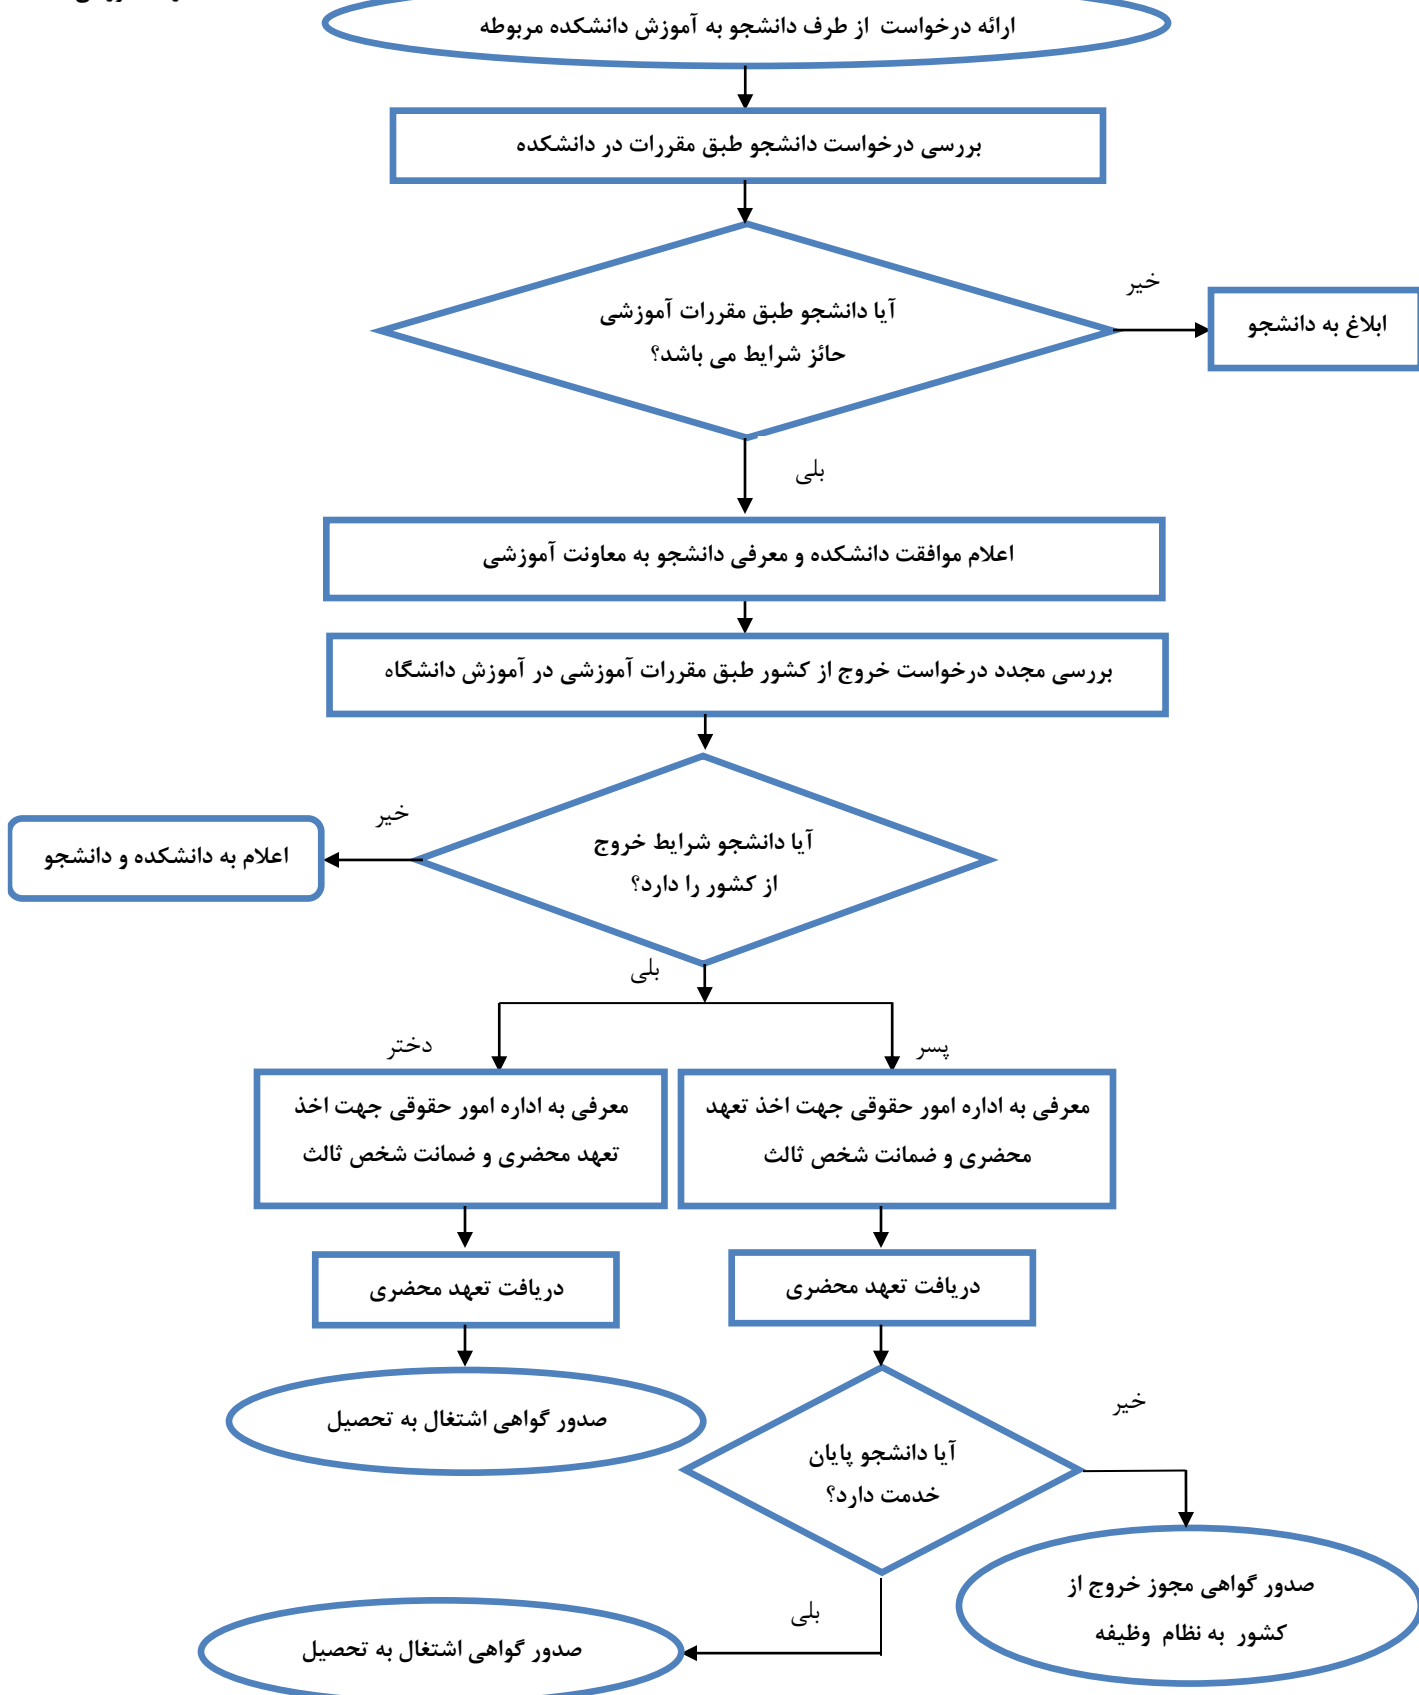 ارائه درخواست از طرف دانشجو به آموزش دانشکده مربوطه
بررسی درخواست دانشجو طبق مقررات در دانشکده
آیا دانشجو طبق مقررات آموزشی
حائز شرایط می باشد؟
خیر
ابلاغ به دانشجو
بلی
اعلام موافقت دانشکده و معرفی دانشجو به معاونت آموزشی
بررسی مجدد درخواست خروج از کشور طبق مقررات آموزشی در آموزش دانشگاه
آیا دانشجو شرایط خروج
از کشور را دارد؟
خیر
اعلام به دانشکده و دانشجو
بلی
پسر
دختر
معرفی به اداره امور حقوقی جهت اخذ تعهد
محضری و ضمانت شخص ثالث
معرفی به اداره امور حقوقی جهت اخذ
تعهد محضری و ضمانت شخص ثالث
دریافت تعهد محضری
دریافت تعهد محضری
صدور گواهی اشتغال به تحصیل
آیا دانشجو پایان
خدمت دارد؟
خیر
صدور گواهی مجوز خروج از
کشور به نظام وظیفه
بلی
صدور گواهی اشتغال به تحصیل